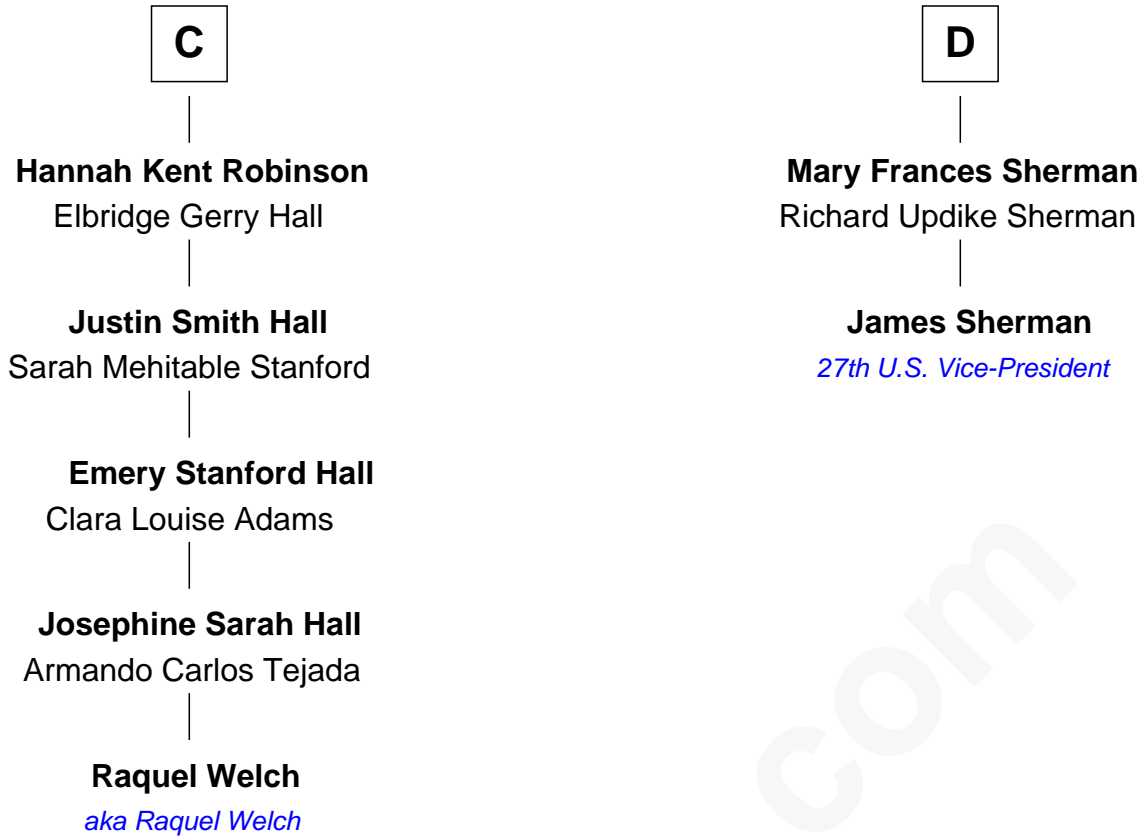 C
Hannah Kent Robinson
Elbridge Gerry Hall
Justin Smith Hall
Sarah Mehitable Stanford
Emery Stanford Hall
Clara Louise Adams
Josephine Sarah Hall
Armando Carlos Tejada
Raquel Welch
aka Raquel Welch
D
Mary Frances Sherman
Richard Updike Sherman
James Sherman
27th U.S. Vice-President
com